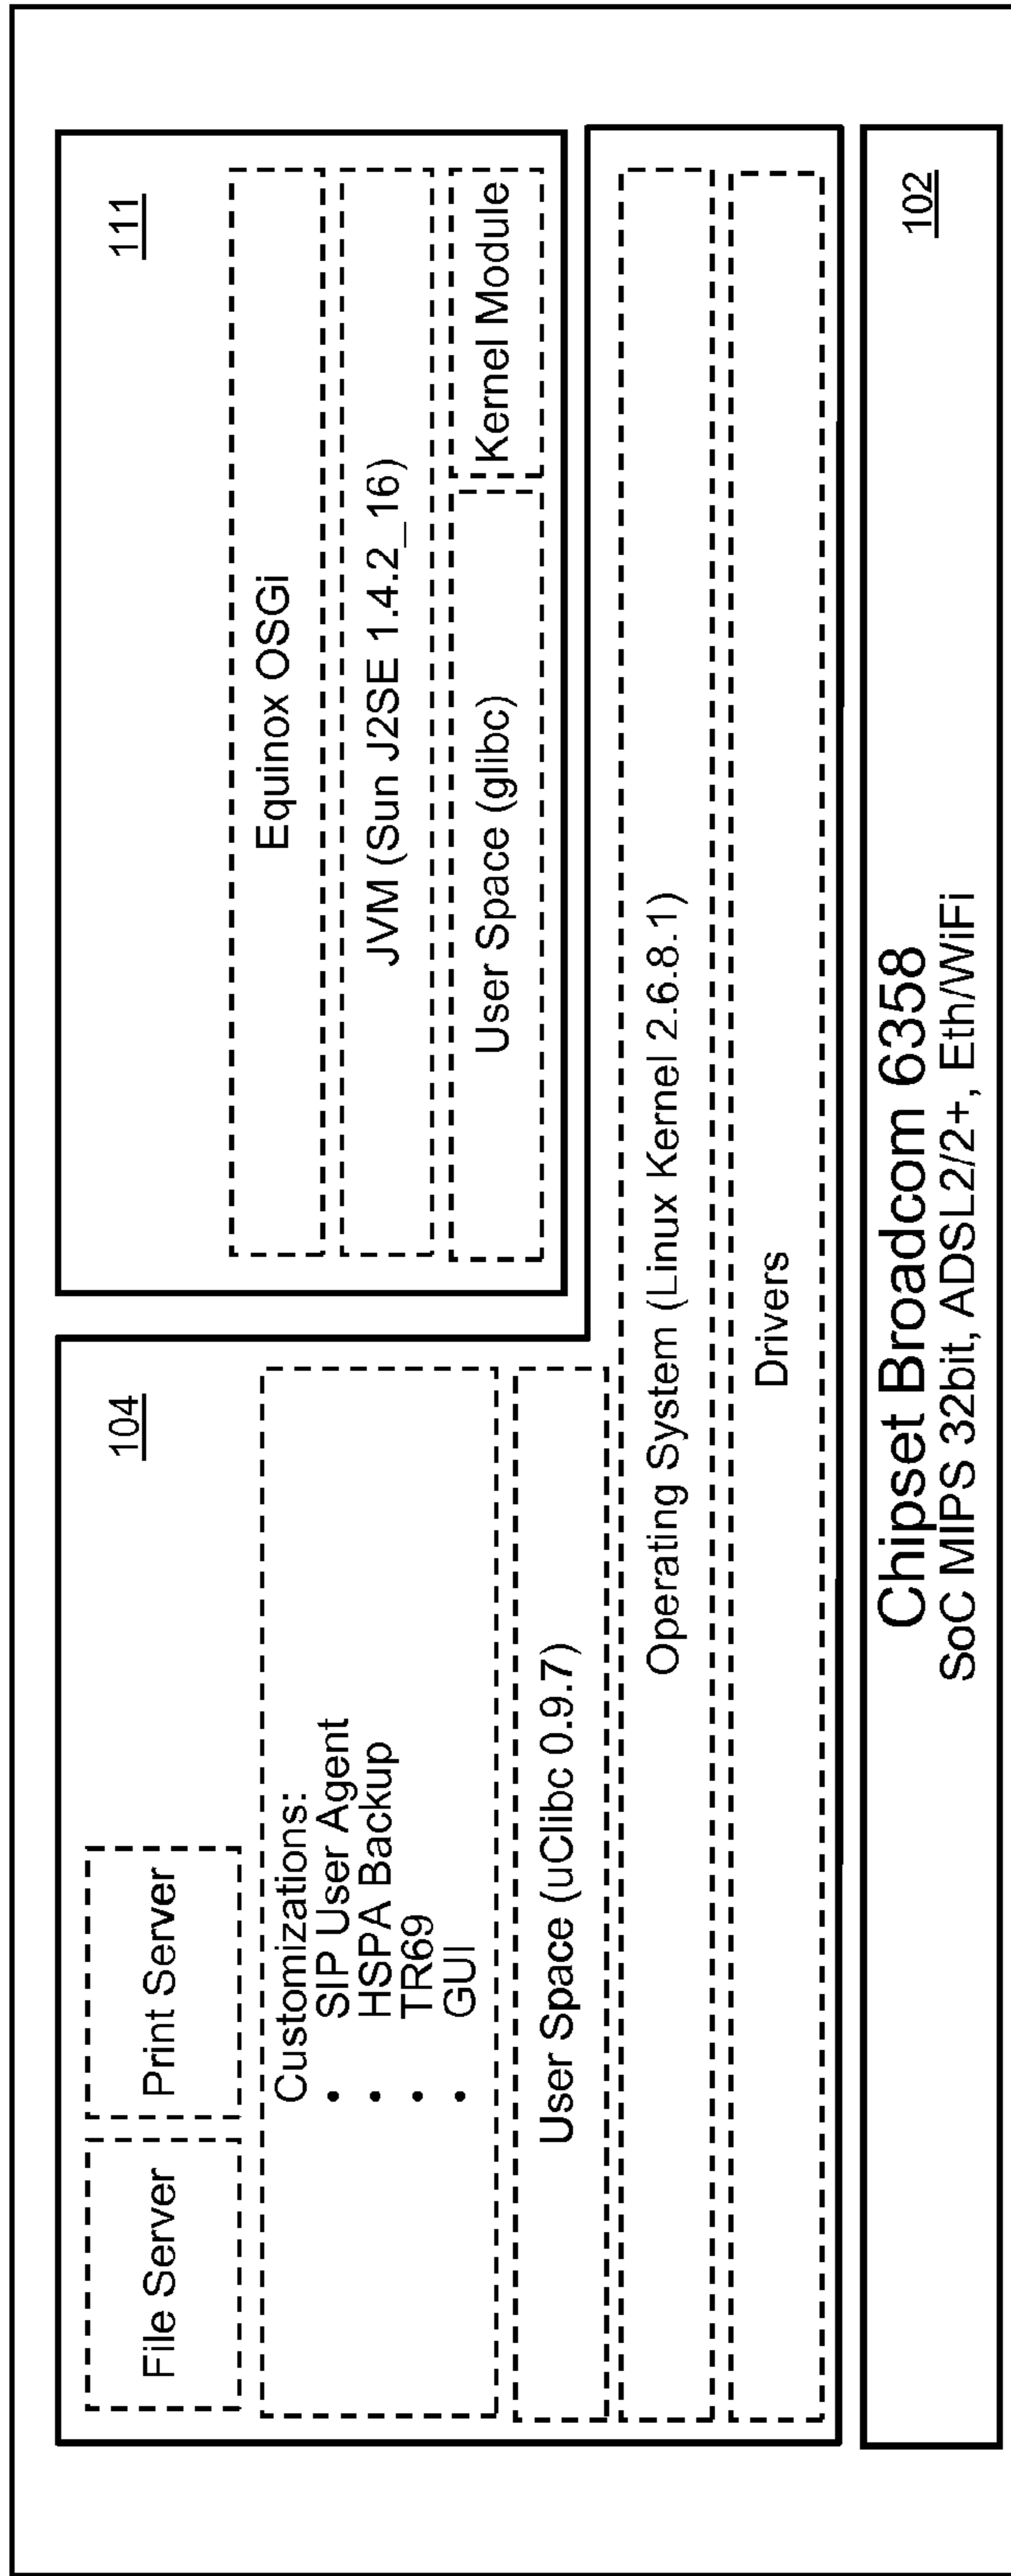 104
File Server
Print Server
Customizations:
• SIP User Agent
• HSPA Backup
• TR69
• GUI
User Space (uClibc 0.9.7)
111
Equinox OSGi
JVM (Sun J2SE 1.4.2_16)
User Space (glibc)
Kernel Module
Operating System (Linux Kernel 2.6.8.1)
Drivers
102
Chipset Broadcom 6358
SoC MIPS 32bit, ADSL2/2+, Eth/WiFi